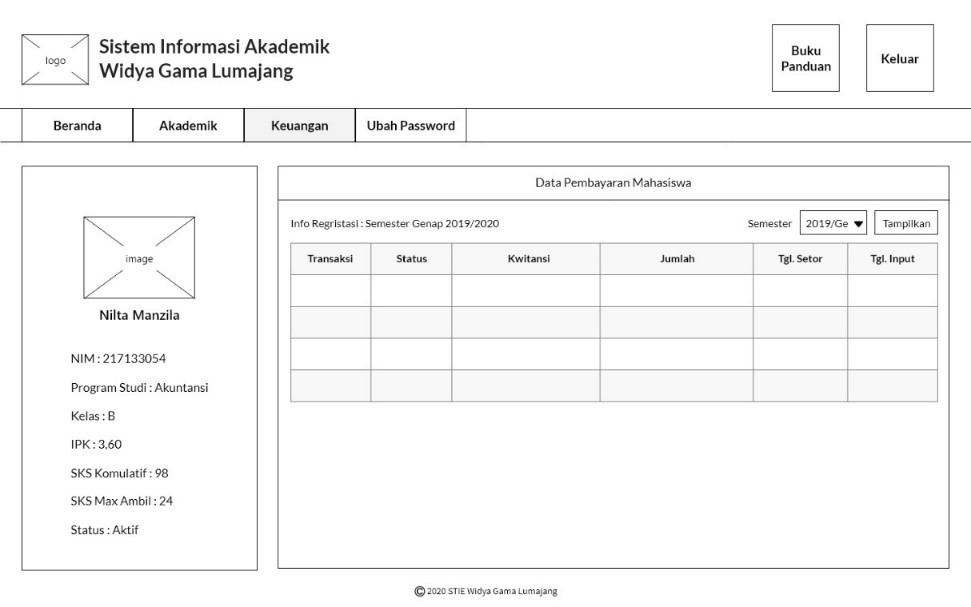 logo
Sistem Informasi Akademik
Widya Gama Lumajang
Buku
Panduan
Keluar
Beranda Akademik Keuangan Ubah Password
image
Nilta Manzila
NIM : 217133054
Program Studi : Akuntansi
Kelas : B
IPK : 3,60
SKS Komulatif : 98
SKS Max Ambil : 24
Status : Aktif
Data Pembayaran Mahasiswa
Info Regristasi : Semester Genap 2019/2020
Semester 2019/Ge Tampilkan
Transaksi Status Kwitansi Jumlah Tgl. Setor Tgl. Input
© 2020 STIE Widya Gama Lumajang